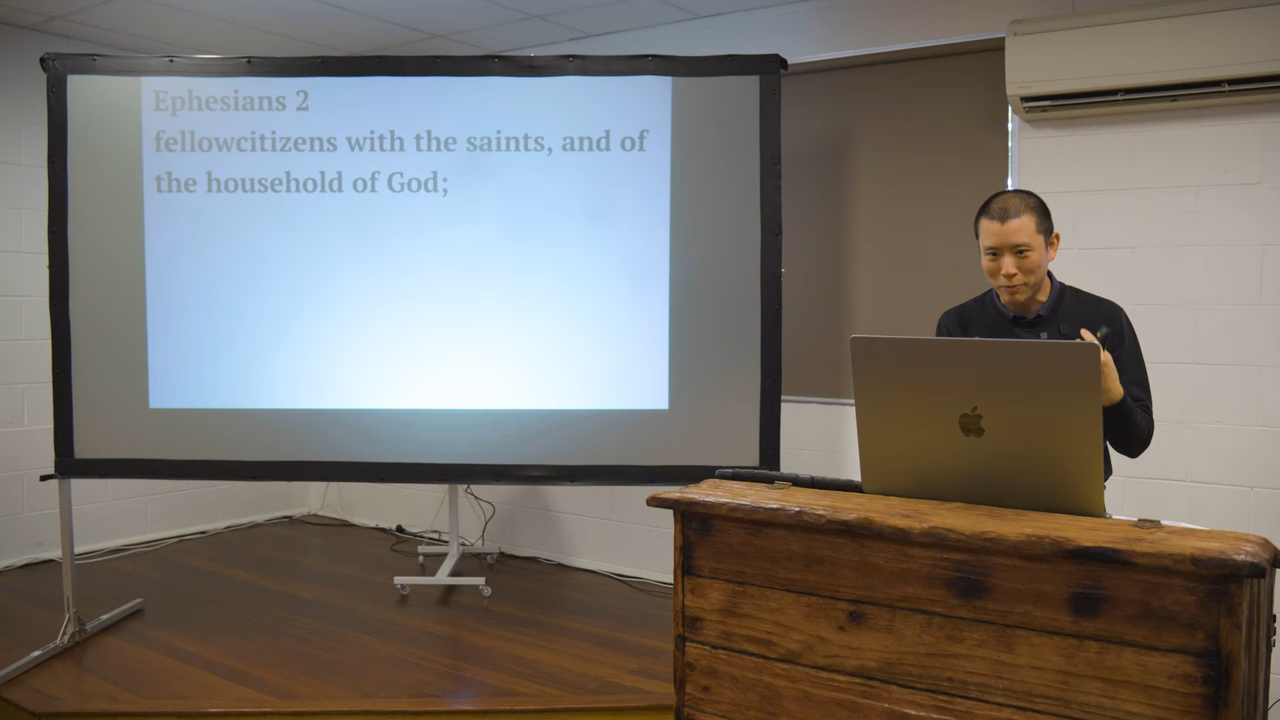 Ephesians 2
fellowcitizens with the saints, and of
the household of God;